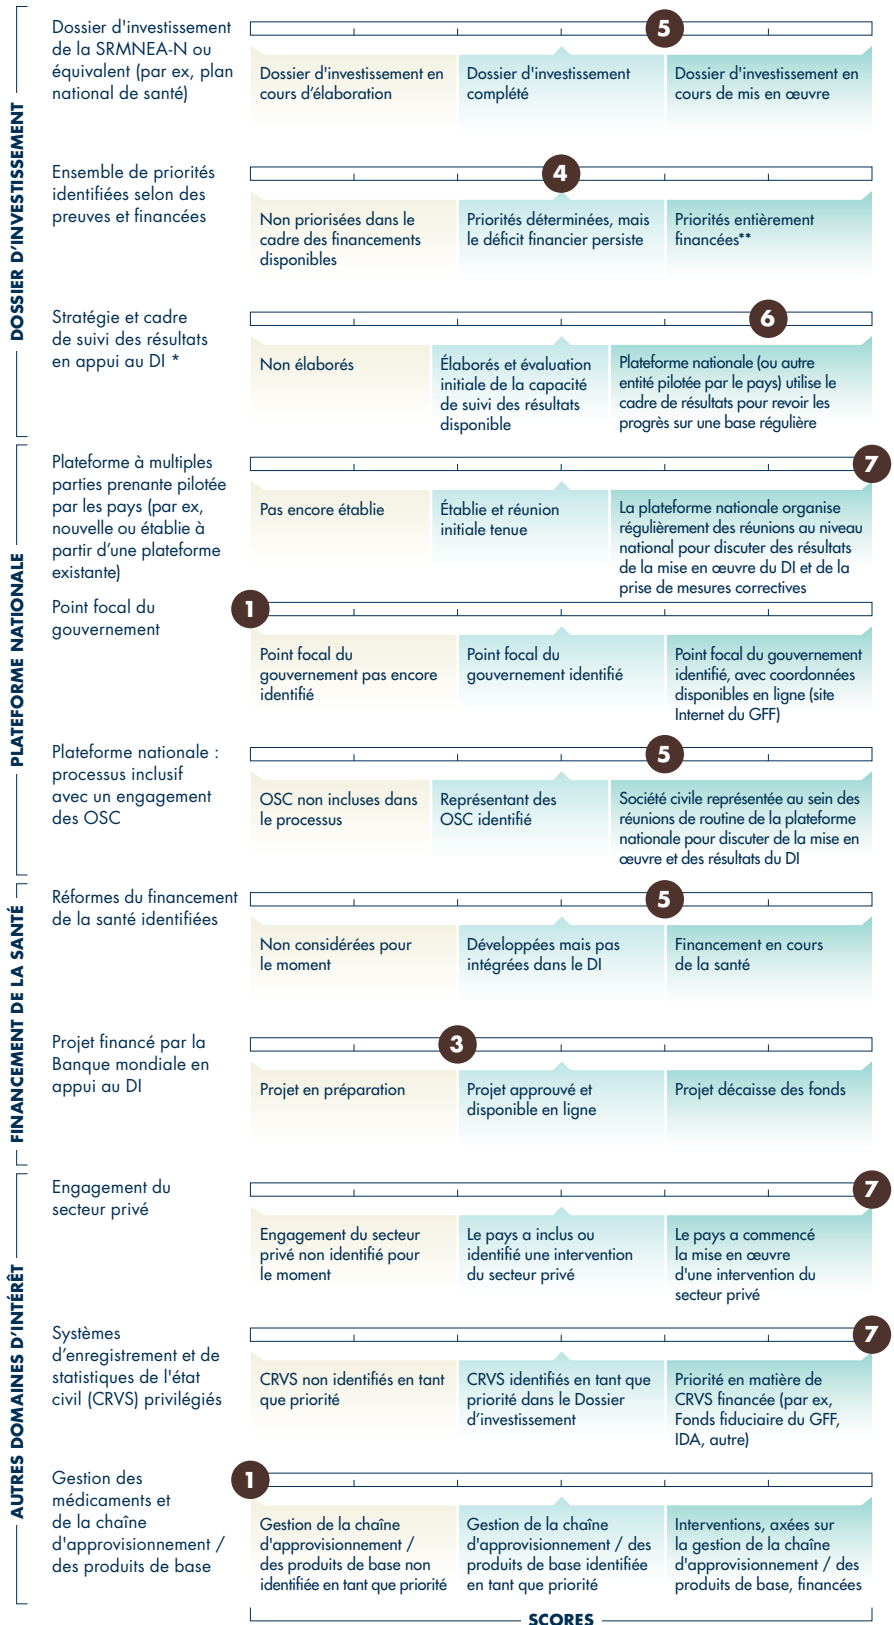 DOSSIER D'INVESTISSEMENT
Dossier d'investissement
de la SRMNEA-N ou
équivalent (par ex, plan
national de santé)
5
Dossier d'investissement en
cours d’élaboration
Dossier d'investissement
complété
Dossier d'investissement en
cours de mis en œuvre
Ensemble de priorités
identifiées selon des
preuves et financées
4
Non priorisées dans le
cadre des financements
disponibles
Priorités déterminées, mais
le déficit financier persiste
Priorités entièrement
financées**
Stratégie et cadre
de suivi des résultats
en appui au DI *
6
Non élaborés
Élaborés et évaluation
initiale de la capacité
de suivi des résultats
disponible
Plateforme nationale (ou autre
entité pilotée par le pays) utilise le
cadre de résultats pour revoir les
progrès sur une base régulière
PLATEFORME NATIONALE
Plateforme à multiples
parties prenante pilotée
par les pays (par ex,
nouvelle ou établie à
partir d’une plateforme
existante)
7
Pas encore établie
Établie et réunion
initiale tenue
La plateforme nationale organise
régulièrement des réunions au niveau
national pour discuter des résultats
de la mise en œuvre du DI et de la
prise de mesures correctives
Point focal du
gouvernement
1
Point focal du
gouvernement pas encore
identifié
Point focal du
gouvernement identifié
Point focal du gouvernement
identifié, avec coordonnées
disponibles en ligne (site
Internet du GFF)
Plateforme nationale :
processus inclusif
avec un engagement
des OSC
5
OSC non incluses dans
le processus
Représentant des
OSC identifié
Société civile représentée au sein des
réunions de routine de la plateforme
nationale pour discuter de la mise en
œuvre et des résultats du DI
FINANCEMENT DE LA SANTÉ
Réformes du financement
de la santé identifiées
5
Non considérées pour
le moment
Développées mais pas
intégrées dans le DI
Financement en cours
de la santé
Projet financé par la
Banque mondiale en
appui au DI
3
Projet en préparation
Projet approuvé et
disponible en ligne
Projet décaisse des fonds
AUTRES DOMAINES D’INTÉRÊT
Engagement du
secteur privé
7
Engagement du secteur
privé non identifié pour
le moment
Le pays a inclus ou
identifié une intervention
du secteur privé
Le pays a commencé
la mise en œuvre
d'une intervention du
secteur privé
Systèmes
d’enregistrement et de
statistiques de l'état
civil (CRVS) privilégiés
7
CRVS non identifiés en tant
que priorité
CRVS identifiés en tant que
priorité dans le Dossier
d’investissement
Priorité en matière de
CRVS financée (par ex,
Fonds fiduciaire du GFF,
IDA, autre)
Gestion des
médicaments et
de la chaîne
d'approvisionnement /
des produits de base
1
Gestion de la chaîne
d'approvisionnement /
des produits de base non
identifiée en tant que priorité
Gestion de la chaîne
d'approvisionnement / des
produits de base identifiée
en tant que priorité
Interventions, axées sur
la gestion de la chaîne
d'approvisionnement / des
produits de base, financées
SCORES